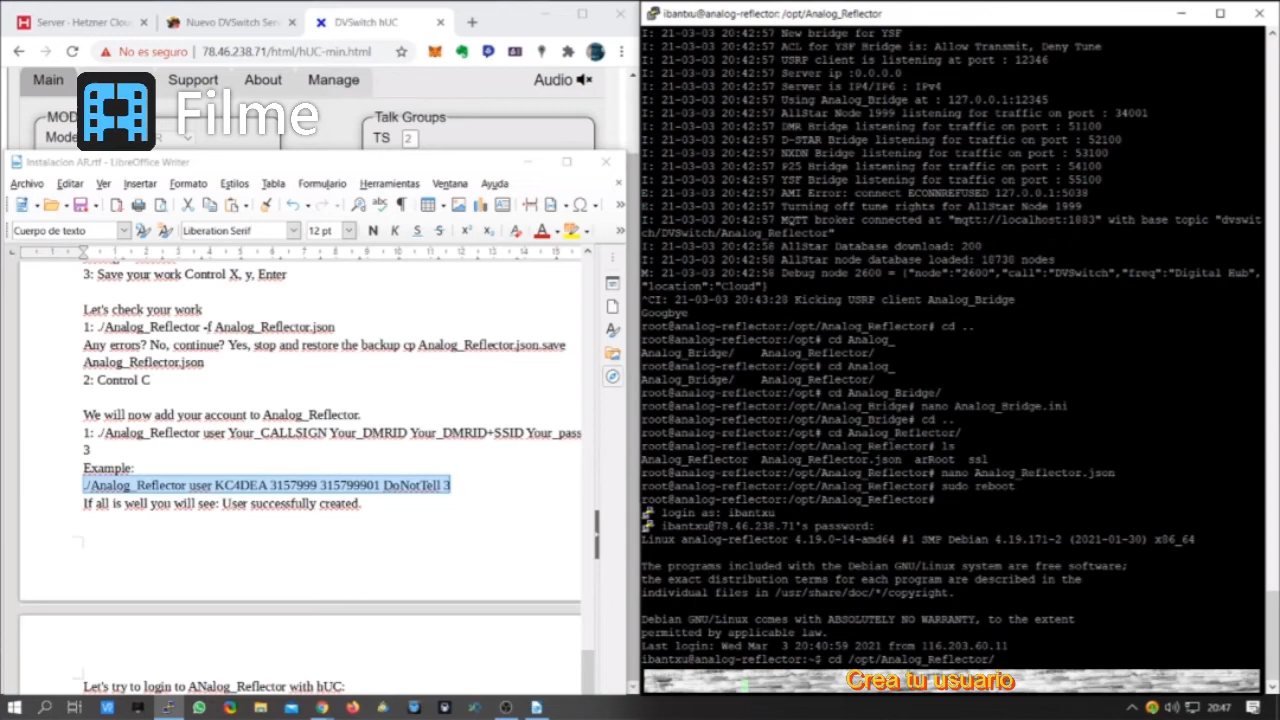 Server - Hetzner Cloud
Nuevo DVSwitch Serv
DVSwitch hUC
No es seguro
78.46.238.71/html/hUC-min.html
Main
Support
About
Manage
Audio
Filme
Talk Groups
TS 2
Instalacion AR.rtf - LibreOffice Writer
Archivo Editar Ver Insertar Formato Estilos Tabla Formulario Herramientas Ventana Ayuda
Cuerpo de texto
Liberation Serif
12 pt
N K S S
1 2 3 4 5 6 7 8 9 10 11 12 13 14
3: Save your work Control X, y, Enter
Let's check your work
1: ./Analog_Reflector -f Analog_Reflector.json
Any errors? No, continue? Yes, stop and restore the backup cp Analog_Reflector.json.save
Analog_Reflector.json
2: Control C
We will now add your account to Analog_Reflector.
1: ./Analog_Reflector user Your_CALLSIGN Your_DMRID Your_DMRID+SSID Your_pass
3
Example:
./Analog_Reflector user KC4DEA 3157999 315799901 DoNotTell 3
If all is well you will see: User successfully created.
Let's try to login to ANalog_Reflector with hUC:
ibantxu@analog-reflector: /opt/Analog_Reflector
I: 21-03-03 20:42:57 New bridge for YSF
I: 21-03-03 20:42:57 ACL for YSF Bridge is: Allow Transmit, Deny Tune
I: 21-03-03 20:42:57 USRP client is listening at port : 12346
I: 21-03-03 20:42:57 Server ip :0.0.0.0
I: 21-03-03 20:42:57 Server is IP4/IP6 : IPv4
I: 21-03-03 20:42:57 Using Analog_Bridge at : 127.0.0.1:12345
I: 21-03-03 20:42:57 AllStar Node 1999 listening for traffic on port : 34001
I: 21-03-03 20:42:57 DMR Bridge listening for traffic on port : 51100
I: 21-03-03 20:42:57 D-STAR Bridge listening for traffic on port : 52100
I: 21-03-03 20:42:57 NXDN Bridge listening for traffic on port : 53100
I: 21-03-03 20:42:57 P25 Bridge listening for traffic on port : 54100
I: 21-03-03 20:42:57 YSF Bridge listening for traffic on port : 55100
E: 21-03-03 20:42:57 AMI Error:: connect ECONNREFUSED 127.0.0.1:5038
E: 21-03-03 20:42:57 Turning off tune rights for AllStar Node 1999
I: 21-03-03 20:42:57 MQTT broker connected at "mqtt://localhost:1883" with base topic "dvswit
ch/DVSwitch/Analog_Reflector"
I: 21-03-03 20:42:58 AllStar Database download: 200
I: 21-03-03 20:42:58 AllStar node database loaded: 18738 nodes
M: 21-03-03 20:42:58 Debug node 2600 = {"node":"2600","call":"DVSwitch","freq":"Digital Hub",
"location":"Cloud"}
^CI: 21-03-03 20:43:28 Kicking USRP client Analog_Bridge
Googbye
root@analog-reflector:/opt/Analog_Reflector# cd ..
root@analog-reflector:/opt# cd Analog_
Analog_Bridge/ Analog_Reflector/
root@analog-reflector:/opt# cd Analog_
Analog_Bridge/ Analog_Reflector/
root@analog-reflector:/opt# cd Analog_Bridge/
root@analog-reflector:/opt/Analog_Bridge# nano Analog_Bridge.ini
root@analog-reflector:/opt/Analog_Bridge# cd ..
root@analog-reflector:/opt# cd Analog_Reflector/
root@analog-reflector:/opt/Analog_Reflector# ls
Analog_Reflector Analog_Reflector.json arRoot ssl
root@analog-reflector:/opt/Analog_Reflector# nano Analog_Reflector.json
root@analog-reflector:/opt/Analog_Reflector# sudo reboot
root@analog-reflector:/opt/Analog_Reflector#
login as: ibantxu
ibantxu@78.46.238.71's password:
Linux analog-reflector 4.19.0-14-amd64 #1 SMP Debian 4.19.171-2 (2021-01-30) x86_64
The programs included with the Debian GNU/Linux system are free software;
the exact distribution terms for each program are described in the
individual files in /usr/share/doc/*/copyright.
Debian GNU/Linux comes with ABSOLUTELY NO WARRANTY, to the extent
permitted by applicable law.
Last login: Wed Mar 3 20:40:59 2021 from 116.203.60.11
ibantxu@analog-reflector:~$ cd /opt/Analog_Reflector/
Crea tu usuario
20:47